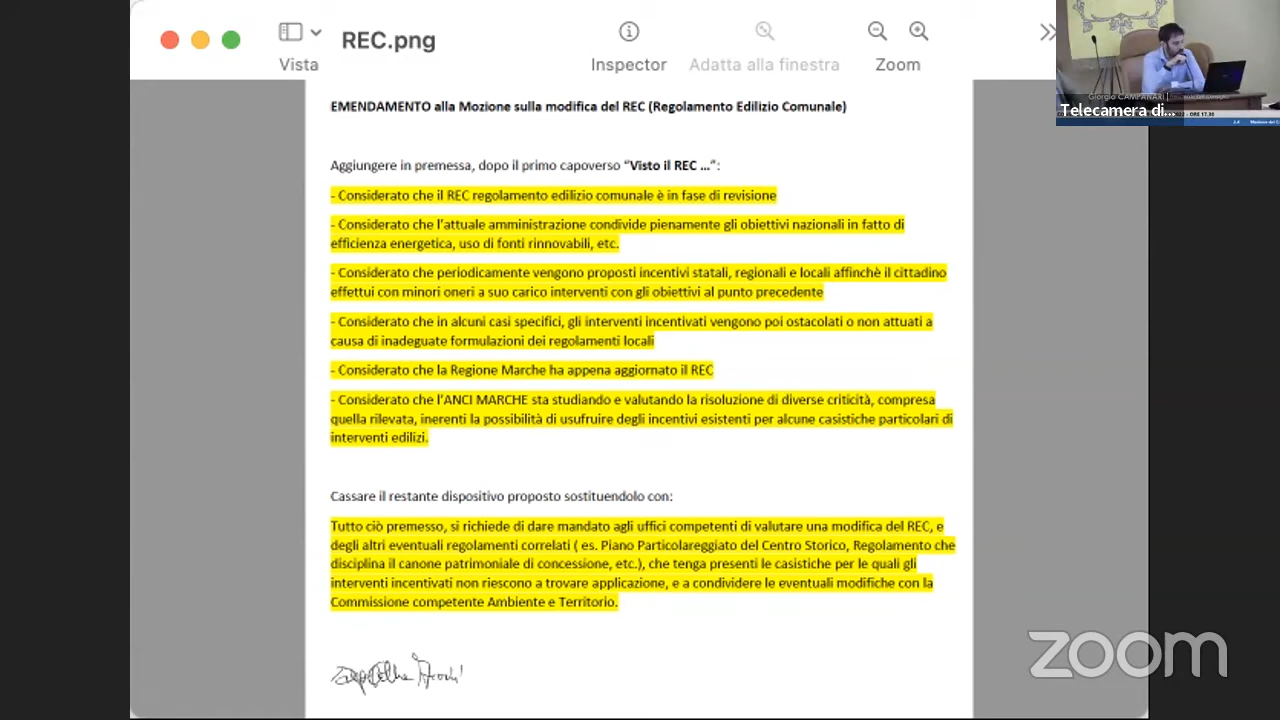 REC.png
Vista
Inspector
Adatta alla finestra
Zoom
EMENDAMENTO alla Mozione sulla modifica del REC (Regolamento Edilizio Comunale)
Aggiungere in premessa, dopo il primo capoverso “Visto il REC …”:
- Considerato che il REC regolamento edilizio comunale è in fase di revisione
- Considerato che l’attuale amministrazione condivide pienamente gli obiettivi nazionali in fatto di
efficienza energetica, uso di fonti rinnovabili, etc.
- Considerato che periodicamente vengono proposti incentivi statali, regionali e locali affinchè il cittadino
effettui con minori oneri a suo carico interventi con gli obiettivi al punto precedente
- Considerato che in alcuni casi specifici, gli interventi incentivati vengono poi ostacolati o non attuati a
causa di inadeguate formulazioni dei regolamenti locali
- Considerato che la Regione Marche ha appena aggiornato il REC
- Considerato che l’ANCI MARCHE sta studiando e valutando la risoluzione di diverse criticità, compresa
quella rilevata, inerenti la possibilità di usufruire degli incentivi esistenti per alcune casistiche particolari di
interventi edilizi.
Cassare il restante dispositivo proposto sostituendolo con:
Tutto ciò premesso, si richiede di dare mandato agli uffici competenti di valutare una modifica del REC, e
degli altri eventuali regolamenti correlati ( es. Piano Particolareggiato del Centro Storico, Regolamento che
disciplina il canone patrimoniale di concessione, etc.), che tenga presenti le casistiche per le quali gli
interventi incentivati non riescono a trovare applicazione, e a condividere le eventuali modifiche con la
Commissione competente Ambiente e Territorio.
Giorgio CAMPANARI
Telecamera di...
- ORE 17.30
zoom